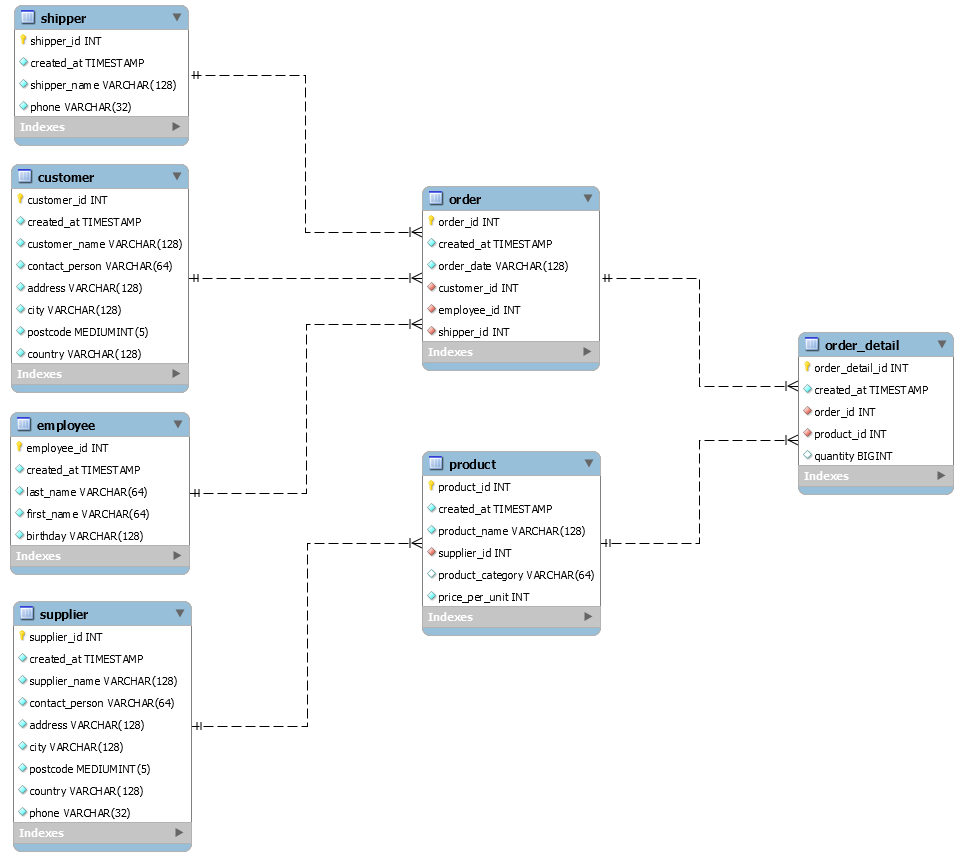 shipper
shipper_id INT
created_at TIMESTAMP
shipper_name VARCHAR(128)
phone VARCHAR(32)
Indexes
customer
customer_id INT
created_at TIMESTAMP
customer_name VARCHAR(128)
contact_person VARCHAR(64)
address VARCHAR(128)
city VARCHAR(128)
postcode MEDIUMINT(5)
country VARCHAR(128)
Indexes
employee
employee_id INT
created_at TIMESTAMP
last_name VARCHAR(64)
first_name VARCHAR(64)
birthday VARCHAR(128)
Indexes
supplier
supplier_id INT
created_at TIMESTAMP
supplier_name VARCHAR(128)
contact_person VARCHAR(64)
address VARCHAR(128)
city VARCHAR(128)
postcode MEDIUMINT(5)
country VARCHAR(128)
phone VARCHAR(32)
Indexes
order
order_id INT
created_at TIMESTAMP
order_date VARCHAR(128)
customer_id INT
employee_id INT
shipper_id INT
Indexes
product
product_id INT
created_at TIMESTAMP
product_name VARCHAR(128)
supplier_id INT
product_category VARCHAR(64)
price_per_unit INT
Indexes
order_detail
order_detail_id INT
created_at TIMESTAMP
order_id INT
product_id INT
quantity BIGINT
Indexes